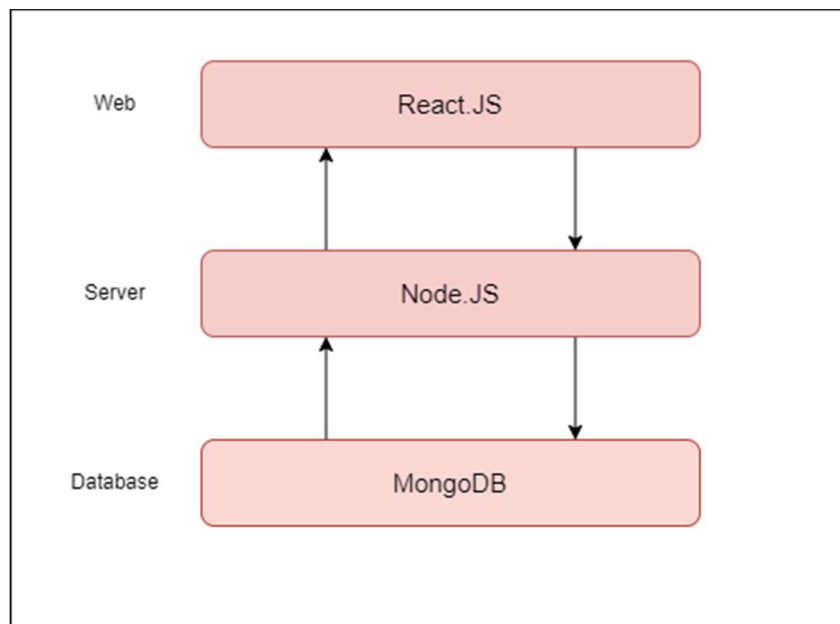 Web
React.JS
Server
Node.JS
Database
MongoDB